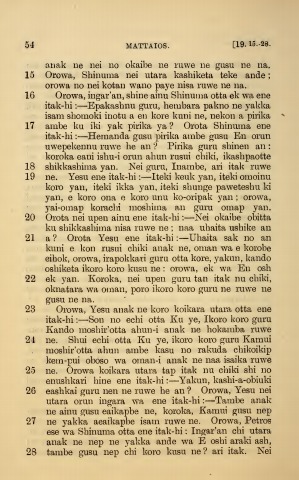 54 MATTAIOS. [19. 15-28.
anak ne nei no okaibe ne ruwe ne gusu ne na.
15 Orowa, Shinuma nei utara kashiketa teke ande;
orowa no nei kotan wano paye nisa ruwe ne na.
16 Orowa, ingar'an, shine ainu Shinuma otta ek wa ene
itak-hi:—Epakashnu guru, hembara pakno ne yakka
isam shomoki inotu a en kore kuni ne, nekon a pirika
17 ambe ku iki yak pirika ya? Orota Shinuma ene
itak-hi:—Hemanda gusu pirika ambe gusu En orun
uwepekennu ruwe he an? Pirika guru shinen an:
koroka eani ishu-i orun ahun rusui chiki, ikashpaotte
18 shikkashima yan. Nei guru, Inambe, ari itak ruwe
19 ne. Yesu ene itak-hi:—Iteki keuk yan, iteki omoinu
koro yan, iteki ikka yan, iteki shunge paweteshu ki
yan, e koro ona e koro unu ko-oripak yan; orowa,
yai-omap korachi noshima an guru omap yan.
20 Orota nei upen ainu ene itak-hi:—Nei okaibe obitta
ku shikkashima nisa ruwe ne: naa uhaita ushike an
21 a? Orota Yesu ene itak-hi:—Uhaita sak no an
kuni e kon rusui chiki anak ne, oman wa e korobe
eihok, orowa, irapokkari guru otta kore, yakun, kando
oshiketa ikoro koro kusu ne: orowa, ek wa En osh
22 ek yan. Koroka, nei upen guru tan itak nu chiki,
oknatara wa oman, poro ikoro koro guru ne ruwe ne
gusu ne na.
23 Orowa, Yesu anak ne koro koikara utara otta ene
itak-hi:—Son no echi otta Ku ye, Ikoro koro guru
Kando moshir'otta ahun-i anak ne hokamba ruwe
24 ne. Shui echi otta Ku ye, ikoro koro guru Kamui
moshir'otta ahun ambe kasu no rakuda chikoikip
kem-pui oboso wa oman-i anak ne naa isaika ruwe
25 ne. Orowa koikara utara tap itak nu chiki shi no
enushkari hine ene itak-hi:—Yakun, kashi-a-obiuki
26 eashkai guru nen ne ruwe he an? Orowa, Yesu nei
utara orun ingara wa ene itak-hi:—Tambe anak
ne ainu gusu eaikapbe ne, koroka, Kamui gusu nep
27 ne yakka aeaikapbe isam ruwe ne. Orowa, Petros
ese wa Shinuma otta ene itak-hi: Ingar'an chi utara
anak ne nep ne yakka ande wa E oshi araki ash,
28 tambe gusu nep chi koro kusu ne? ari itak. Nei